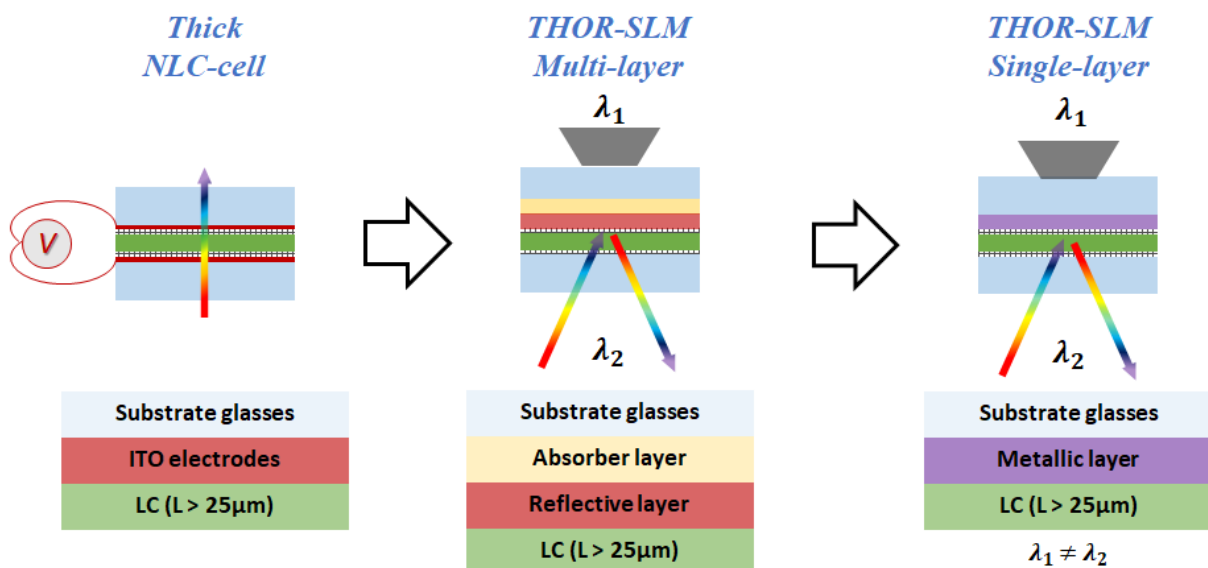 Thick
NLC-cell
V
Substrate glasses
ITO electrodes
LC (L > 25μm)
THOR-SLM
Multi-layer
λ₁
λ₂
Substrate glasses
Absorber layer
Reflective layer
LC (L > 25μm)
THOR-SLM
Single-layer
λ₁
λ₂
Substrate glasses
Metallic layer
LC (L > 25μm)
λ₁ ≠ λ₂